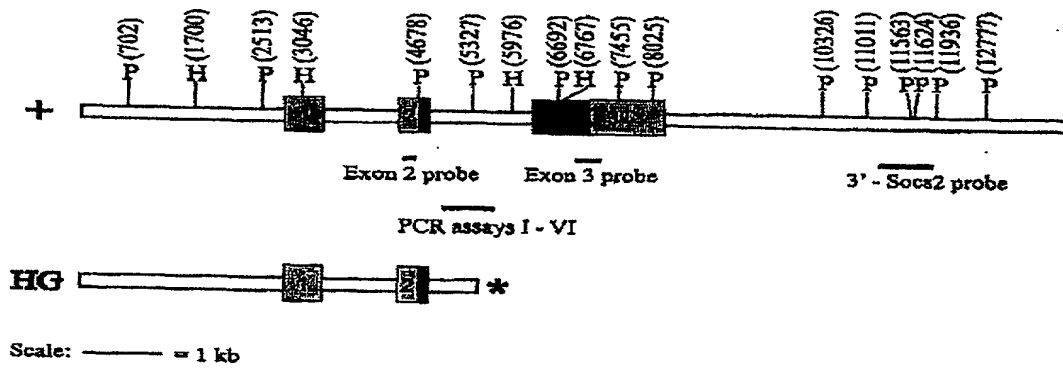 P(702) H(1700) P(2513) H(3046) P(4678) P(5327) H(5976) P(6692) H(6767) P(7455) P(8025) P(10326) P(11011) P(11563) P(11624) P(11936) P(12777)
+
Exon 2 probe Exon 3 probe 3' - Socs2 probe
PCR assays I - VI
HG *
Scale: = 1 kb